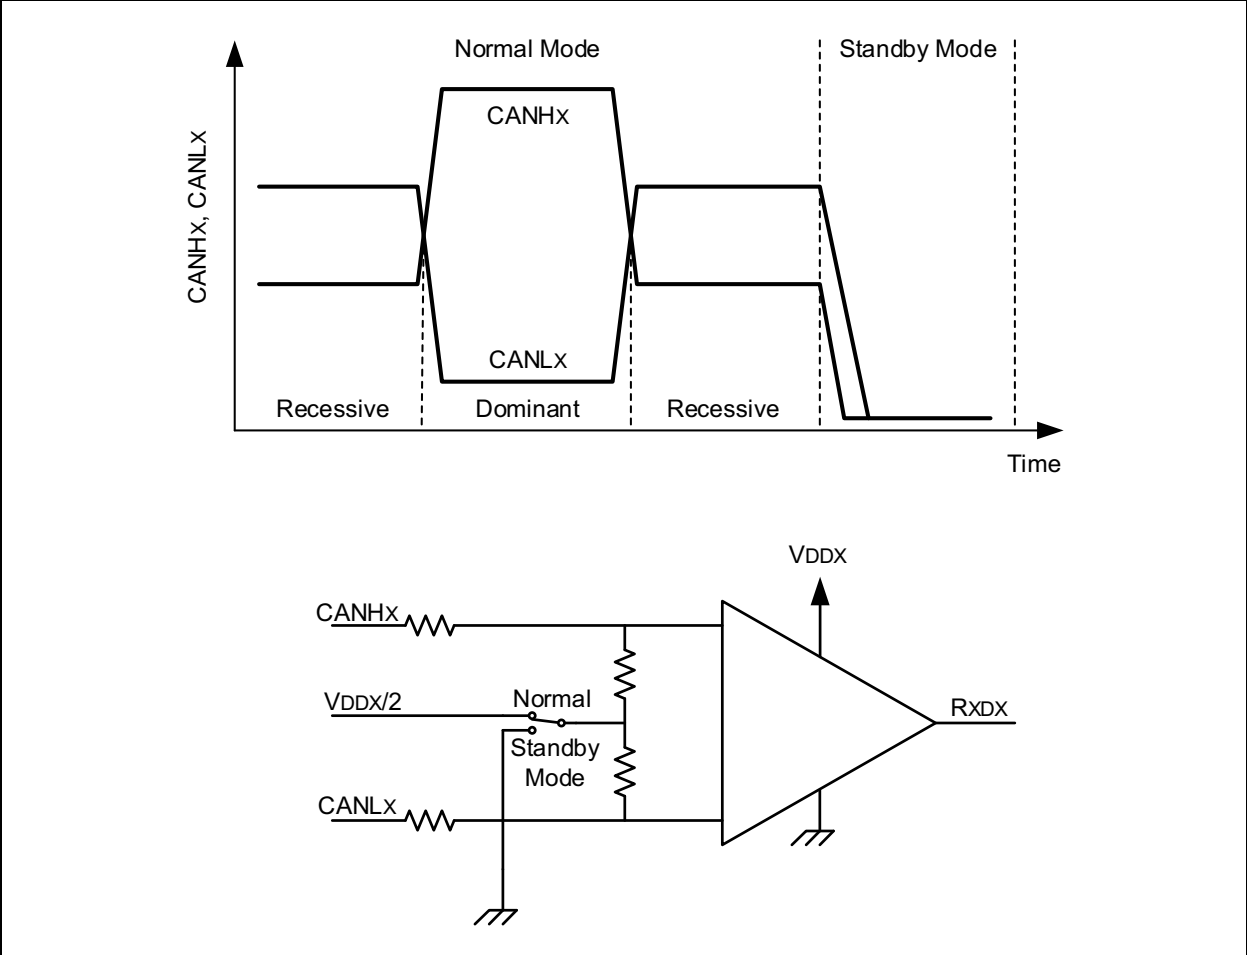 Normal Mode
Standby Mode
CANHX, CANLX
CANHX
CANLX
Recessive
Dominant
Recessive
Time
VDDX
CANHX
VDDX/2
Normal
Standby
Mode
RXDX
CANLX